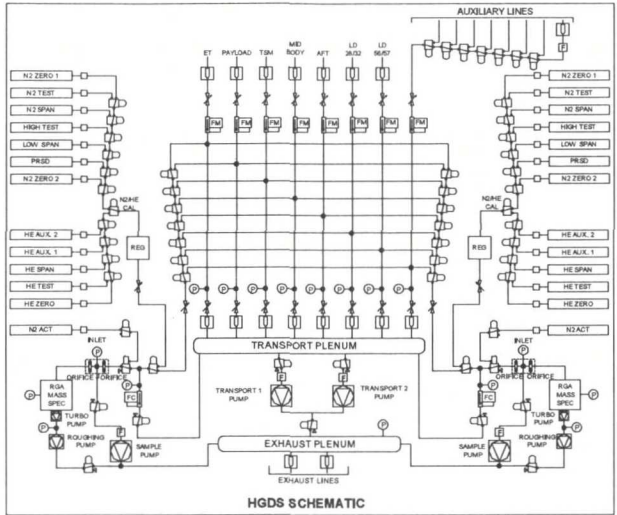 AUXILIARY LINES
ET
PAYLOAD
TSM
MID
BODY
AFT
LD
28/32
LD
56/57
F
N2 ZERO 1
N2 TEST
N2 SPAN
HIGH TEST
LOW SPAN
PRSD
N2 ZERO 2
N2/HE
CAL
HE AUX. 2
HE AUX. 1
HE SPAN
HE TEST
HE ZERO
N2 ACT
REG
FM
FM
FM
FM
FM
FM
FM
FM
N2 ZERO 1
N2 TEST
N2 SPAN
HIGH TEST
LOW SPAN
PRSD
N2 ZERO 2
N2/HE
CAL
HE AUX. 2
HE AUX. 1
HE SPAN
HE TEST
HE ZERO
N2 ACT
REG
P
P
P
P
P
P
P
P
TRANSPORT PLENUM
F
F
TRANSPORT 1
PUMP
TRANSPORT 2
PUMP
EXHAUST PLENUM
P
EXHAUST LINES
INLET
P
ORIFICE
ORIFICE
P
RGA
MASS
SPEC
P
FC
TURBO
PUMP
P
F
ROUGHING
PUMP
SAMPLE
PUMP
INLET
P
ORIFICE
ORIFICE
P
FC
RGA
MASS
SPEC
P
TURBO
PUMP
F
P
ROUGHING
PUMP
SAMPLE
PUMP
HGDS SCHEMATIC